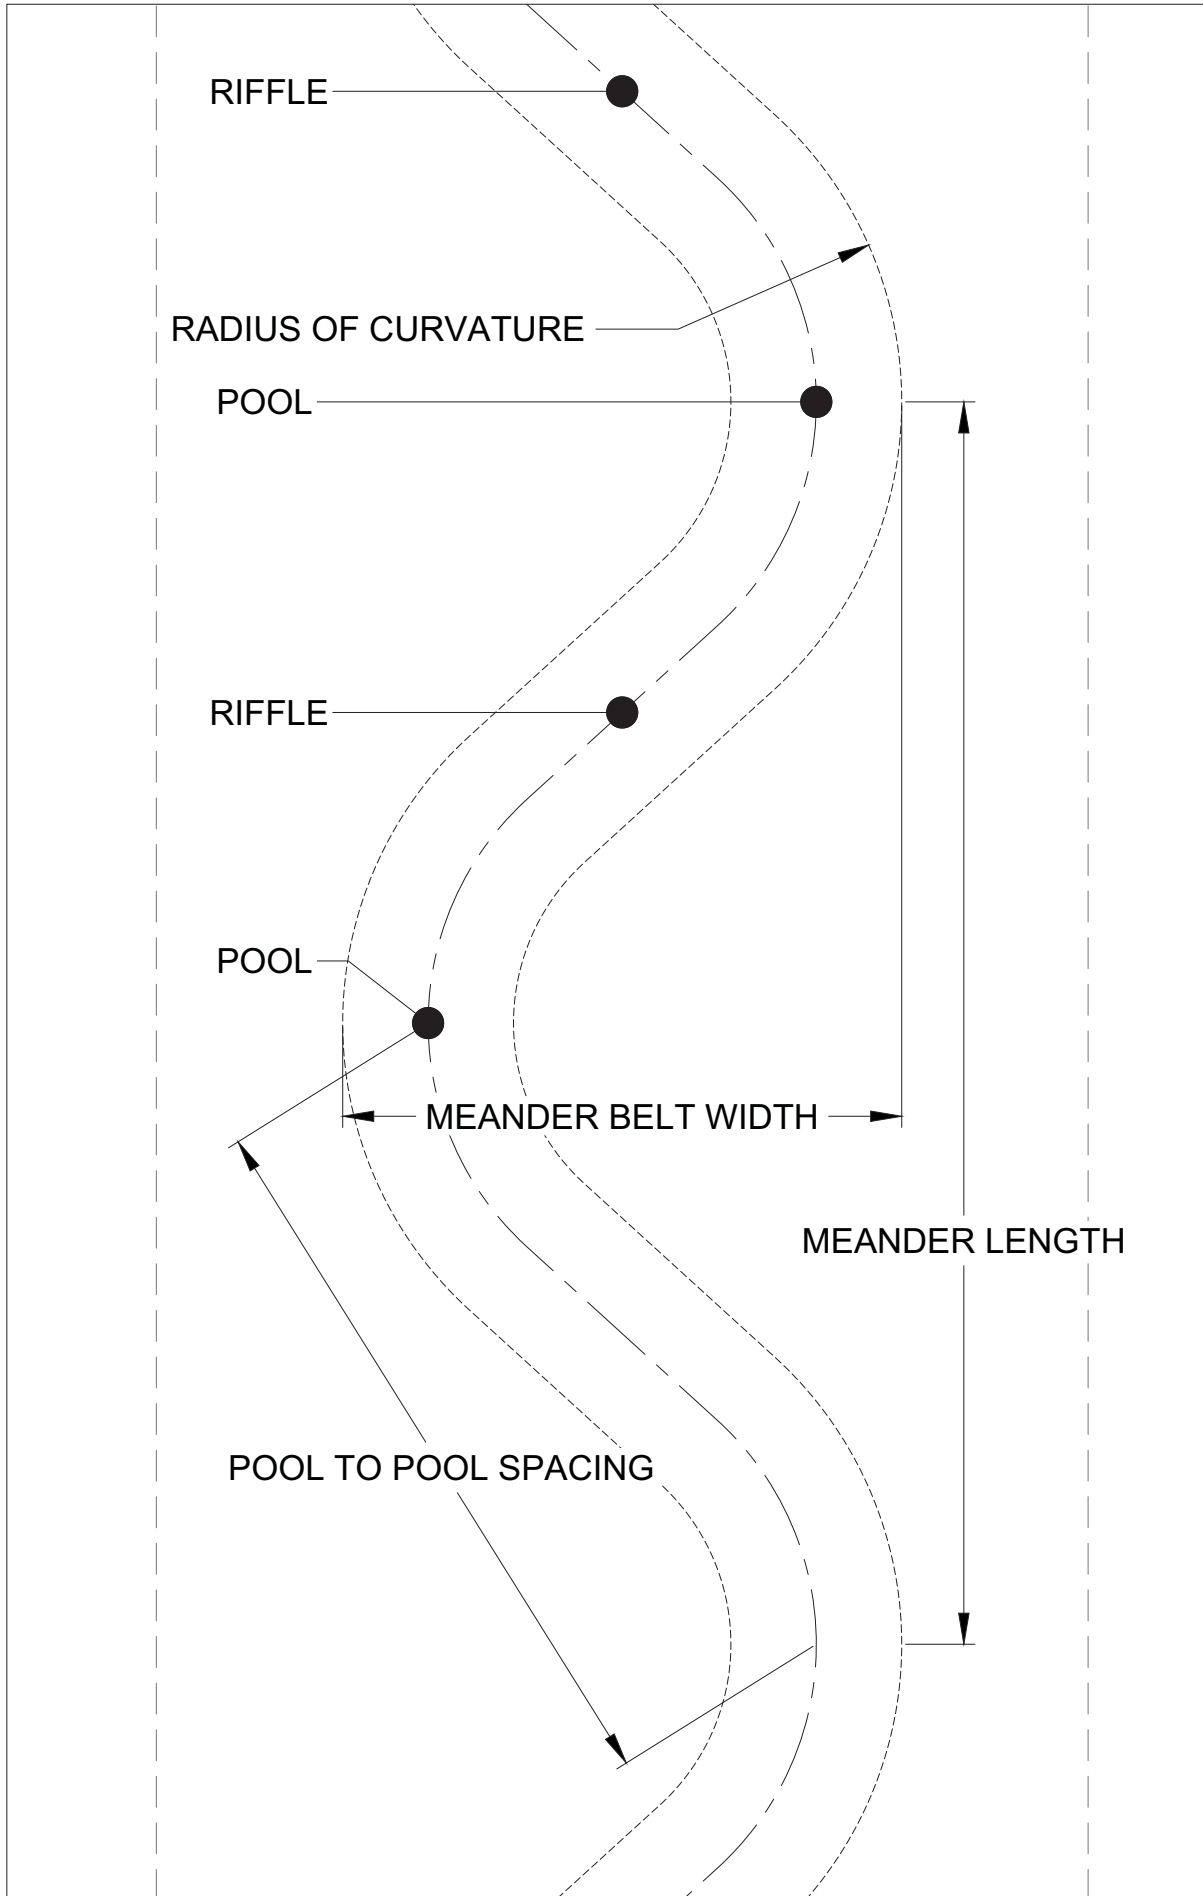 RIFFLE
RADIUS OF CURVATURE
POOL
RIFFLE
POOL
MEANDER BELT WIDTH
MEANDER LENGTH
POOL TO POOL SPACING